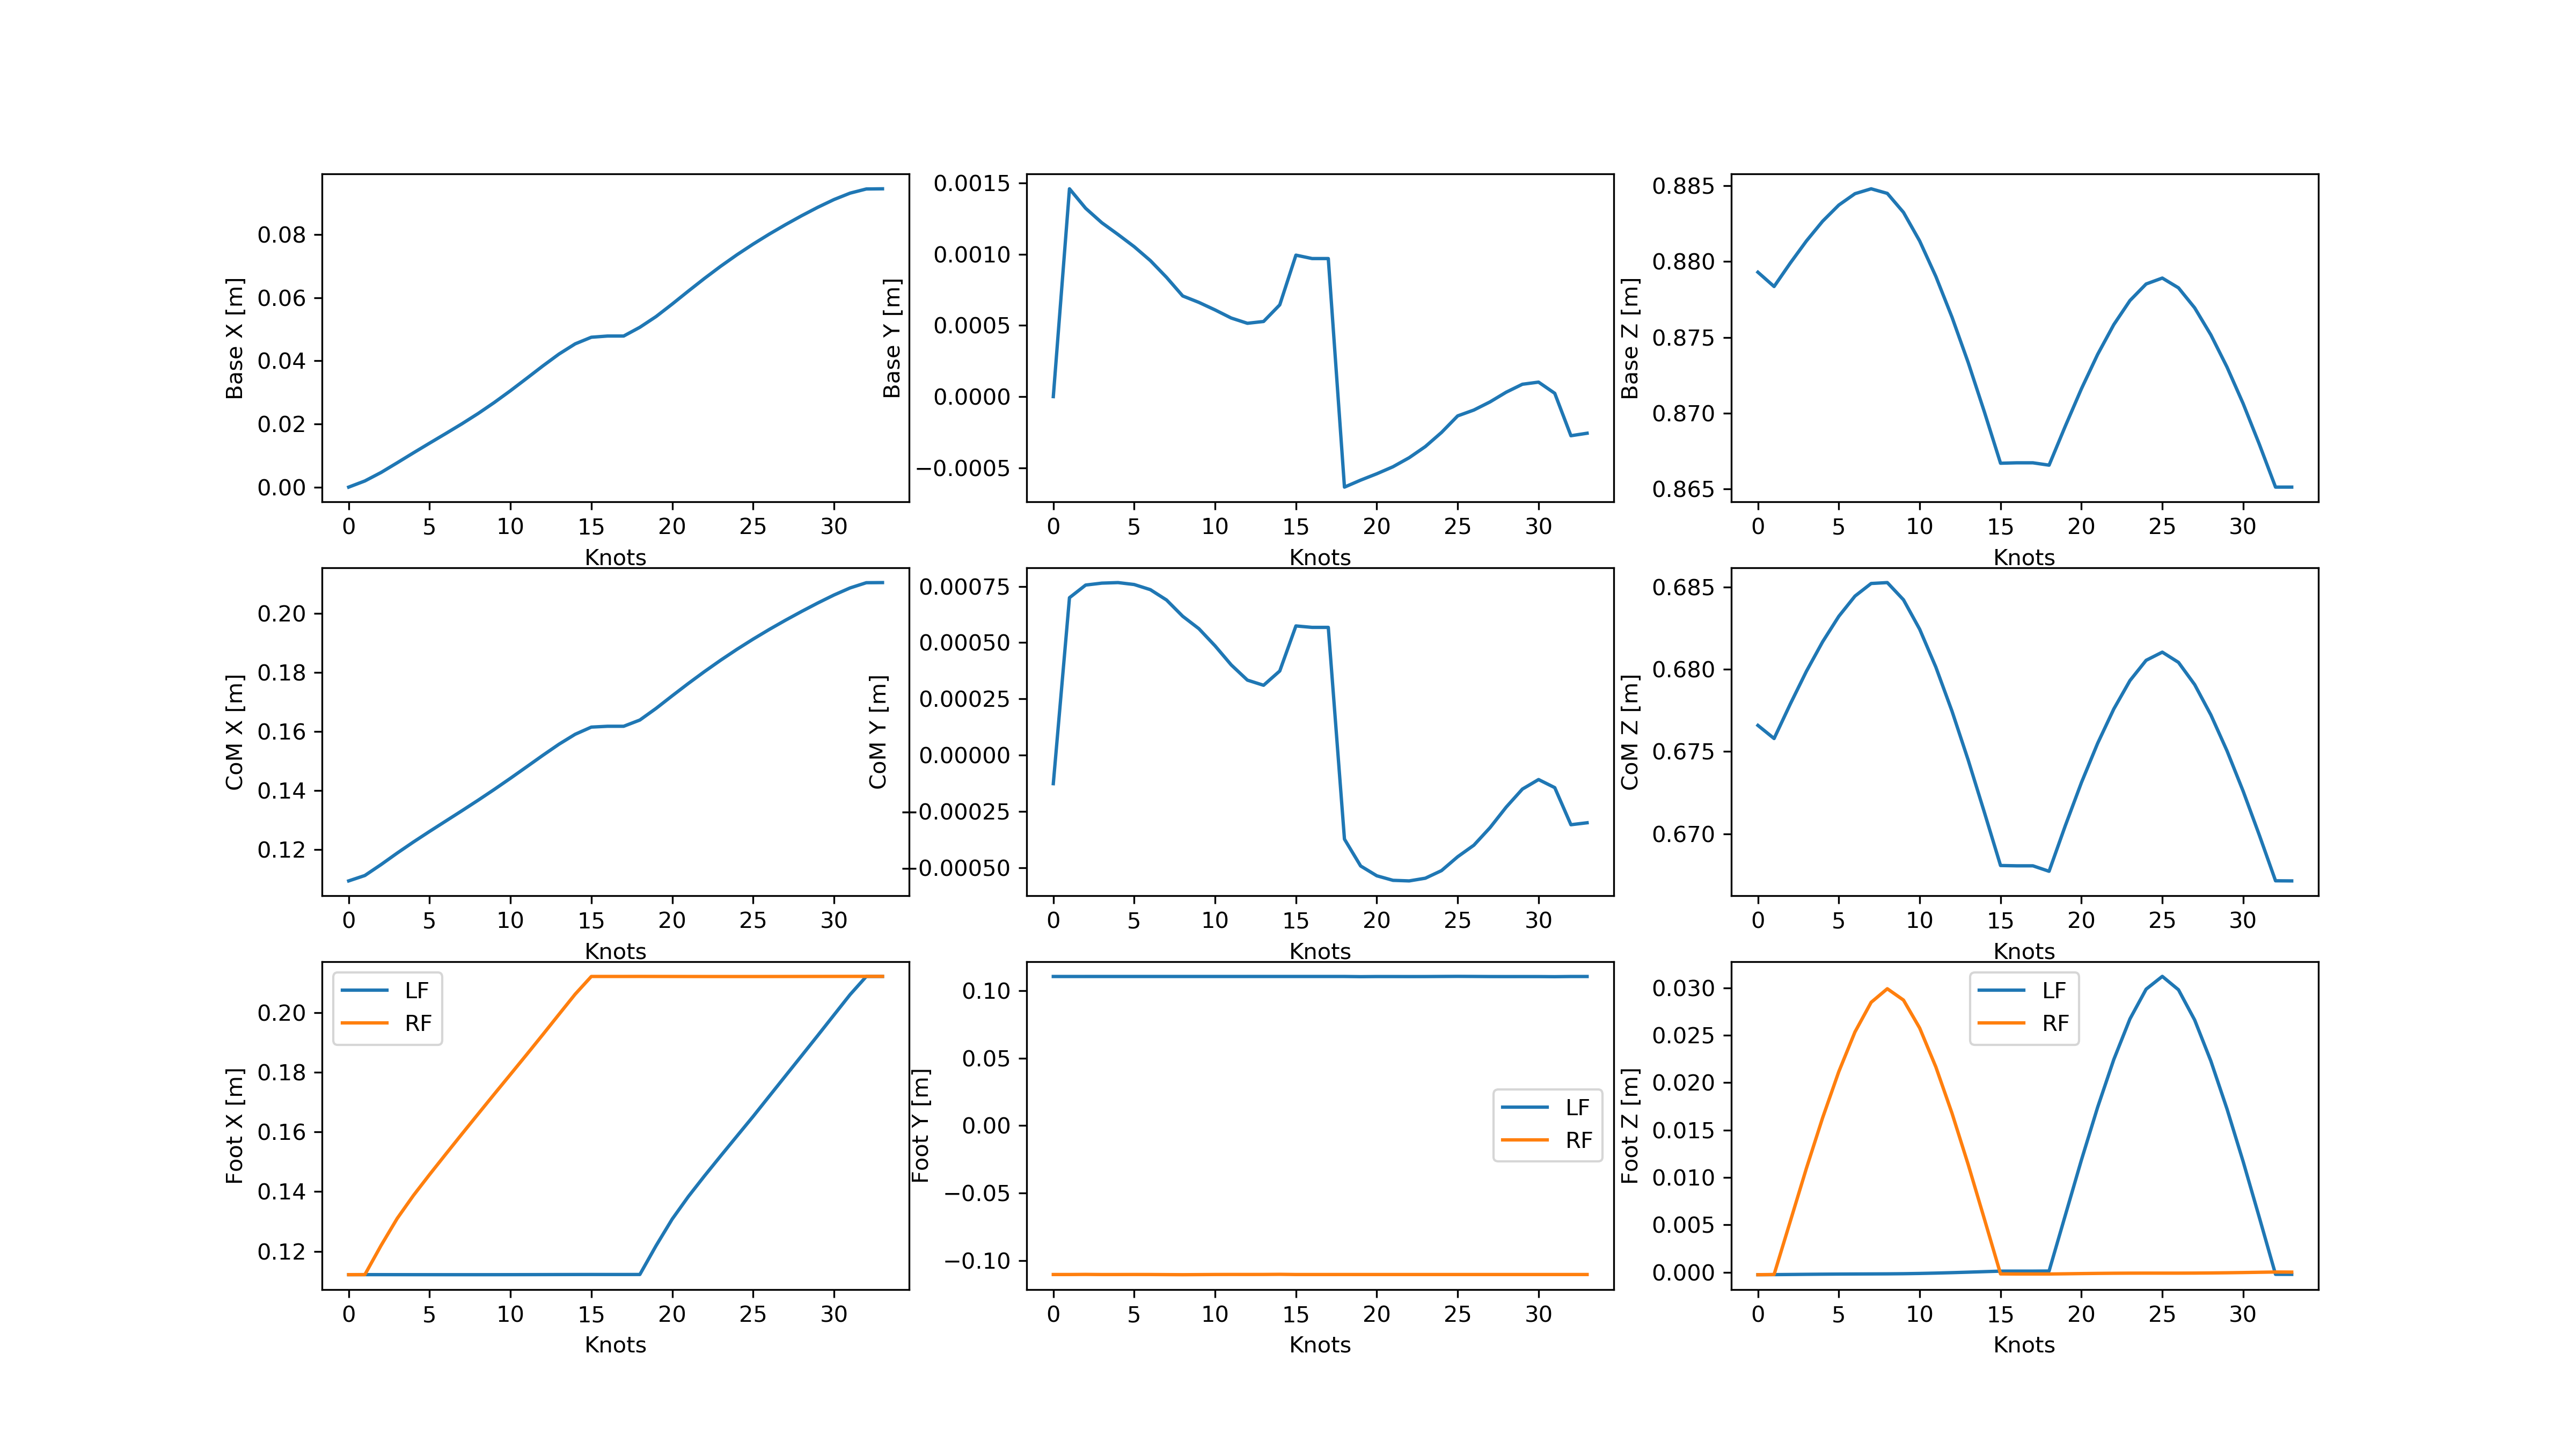 Base X [m]
0.08
0.06
0.04
0.02
0.00
0 5 10 15 20 25 30
Knots
Base Y [m]
0.0015
0.0010
0.0005
0.0000
−0.0005
0 5 10 15 20 25 30
Knots
Base Z [m]
0.885
0.880
0.875
0.870
0.865
0 5 10 15 20 25 30
Knots
CoM X [m]
0.20
0.18
0.16
0.14
0.12
0 5 10 15 20 25 30
Knots
CoM Y [m]
0.00075
0.00050
0.00025
0.00000
−0.00025
−0.00050
0 5 10 15 20 25 30
Knots
CoM Z [m]
0.685
0.680
0.675
0.670
0 5 10 15 20 25 30
Knots
Foot X [m]
0.20
0.18
0.16
0.14
0.12
LF
RF
0 5 10 15 20 25 30
Knots
Foot Y [m]
0.10
0.05
0.00
−0.05
−0.10
LF
RF
0 5 10 15 20 25 30
Knots
Foot Z [m]
0.030
0.025
0.020
0.015
0.010
0.005
0.000
LF
RF
0 5 10 15 20 25 30
Knots